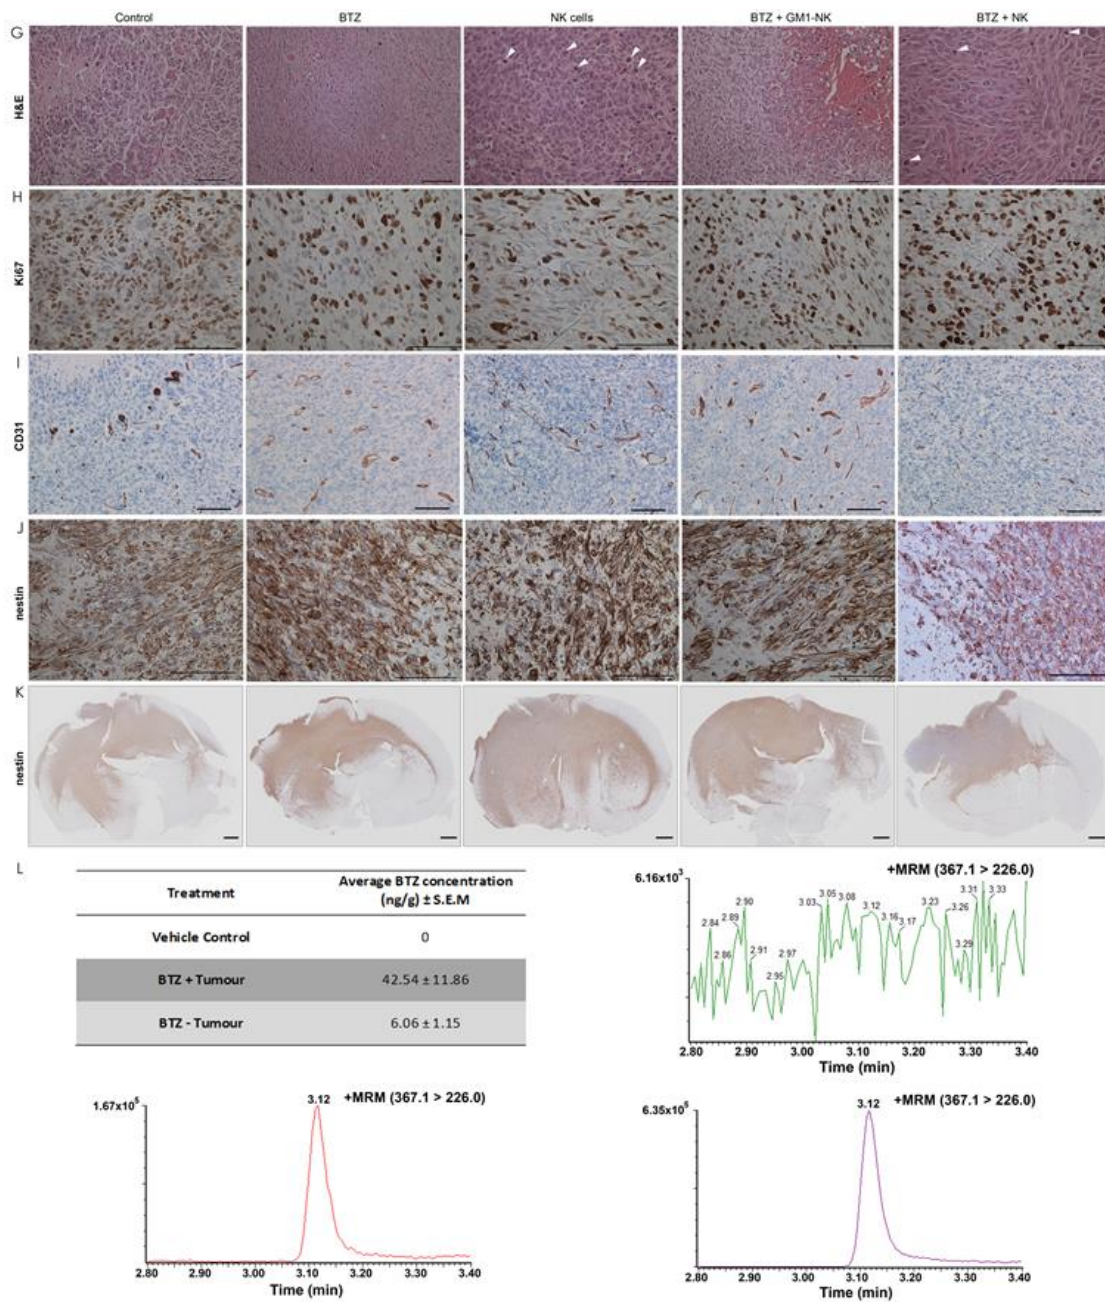 Control BTZ NK cells BTZ + GM1-NK BTZ + NK
G H&E
H Ki67
I CD31
J nestin
K nestin
L
Treatment Average BTZ concentration
(ng/g) ± S.E.M
Vehicle Control 0
BTZ + Tumour 42.54 ± 11.86
BTZ - Tumour 6.06 ± 1.15
+MRM (367.1 > 226.0)
6.16x10³
2.84 2.86 2.89 2.90 2.91 2.95 2.97 3.03 3.05 3.08 3.12 3.16 3.17 3.23 3.26 3.29 3.31 3.33
2.80 2.90 3.00 3.10 3.20 3.30 3.40
Time (min)
+MRM (367.1 > 226.0)
1.67x10⁵
3.12
2.80 2.90 3.00 3.10 3.20 3.30 3.40
Time (min)
+MRM (367.1 > 226.0)
6.35x10⁵
3.12
2.80 2.90 3.00 3.10 3.20 3.30 3.40
Time (min)